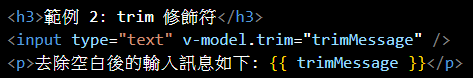 <h3>範例 2: trim 修飾符</h3>
<input type="text" v-model.trim="trimMessage" />
<p>去除空白後的輸入訊息如下: {{ trimMessage }}</p>